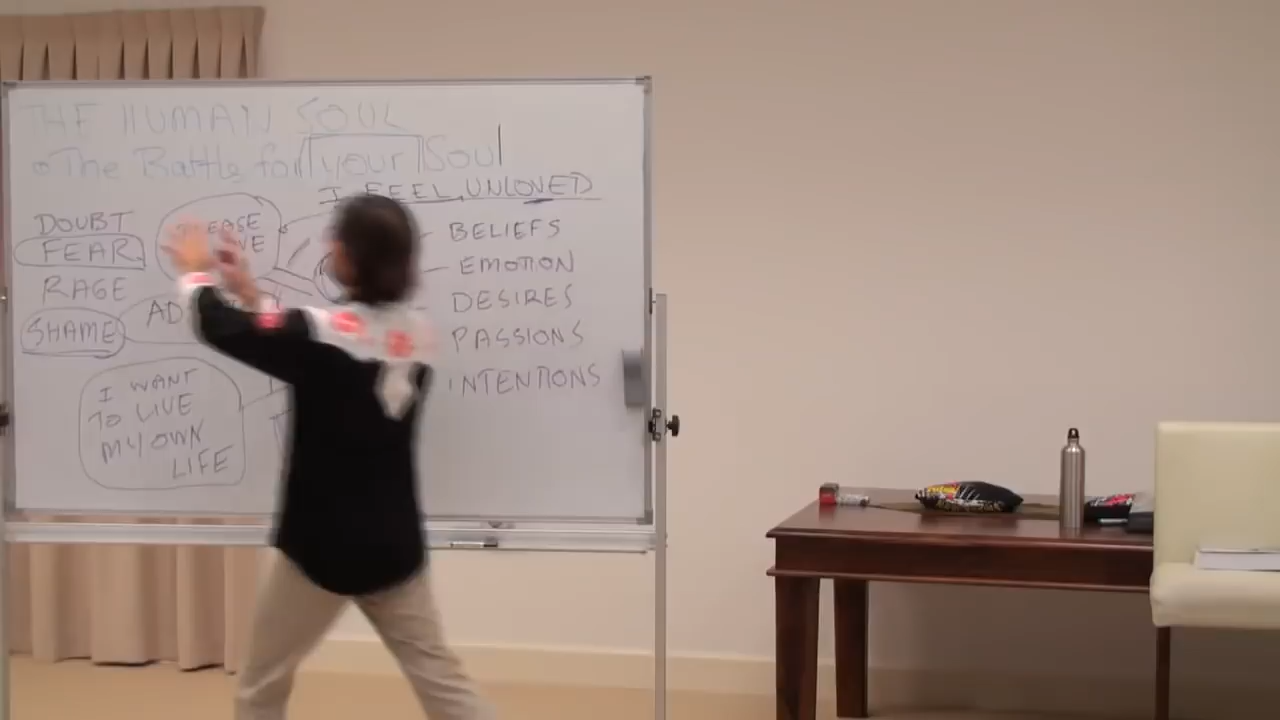 THE HUMAN SOUL
The Battle for your Soul
I FEEL UNLOVED
DOUBT
FEAR
RAGE
SHAME
BELIEFS
EMOTION
DESIRES
PASSIONS
INTENTIONS
I WANT
TO LIVE
MY OWN
LIFE